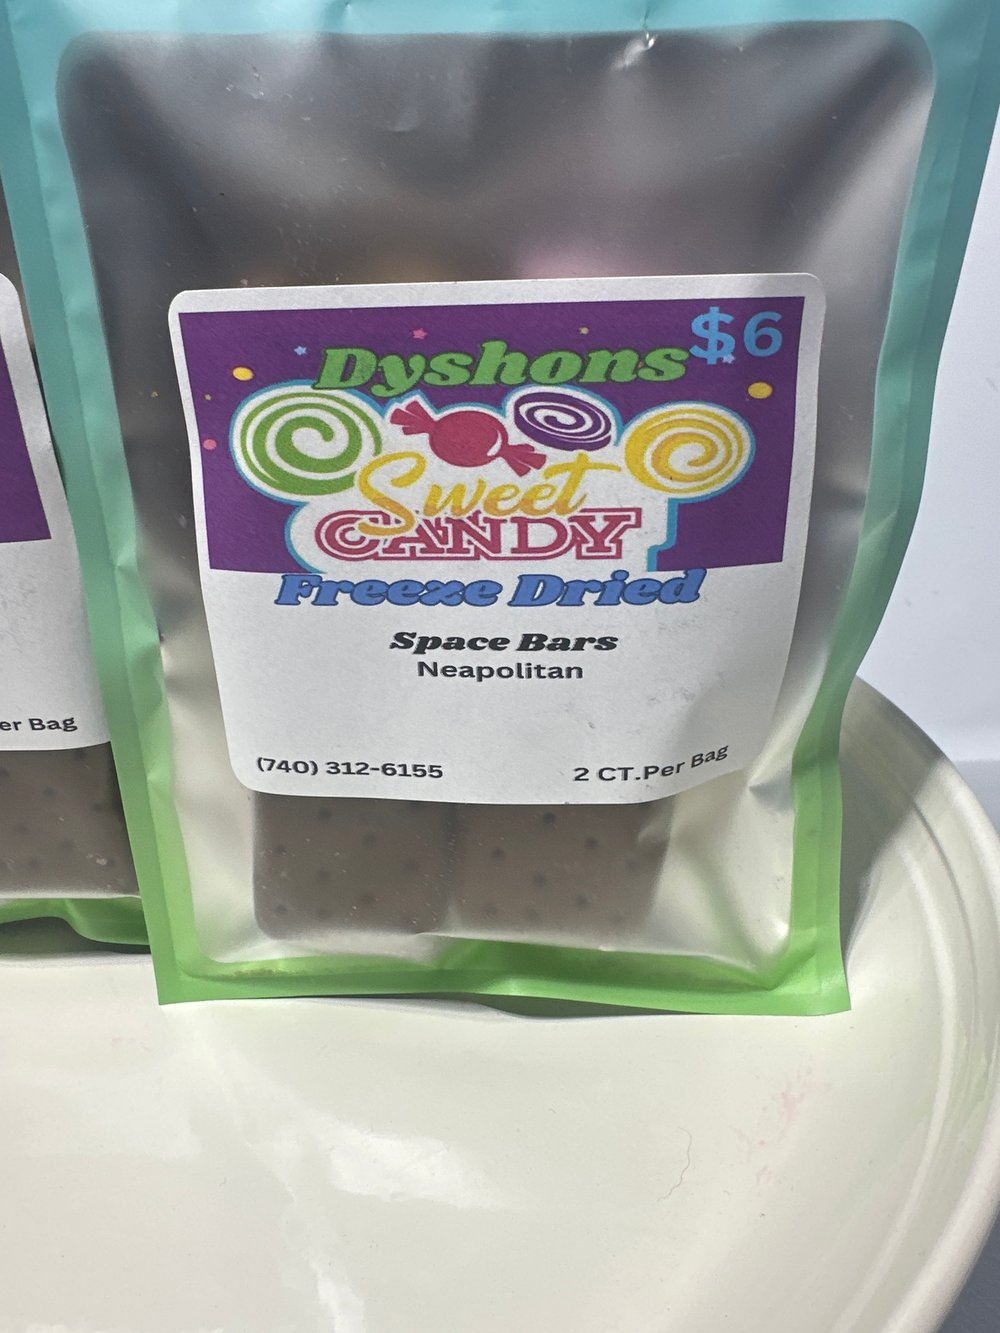 $6
Dyshons
Sweet
CANDY
Freeze Dried
Space Bars
Neapolitan
(740) 312-6155
2 CT.Per Bag
er Bag